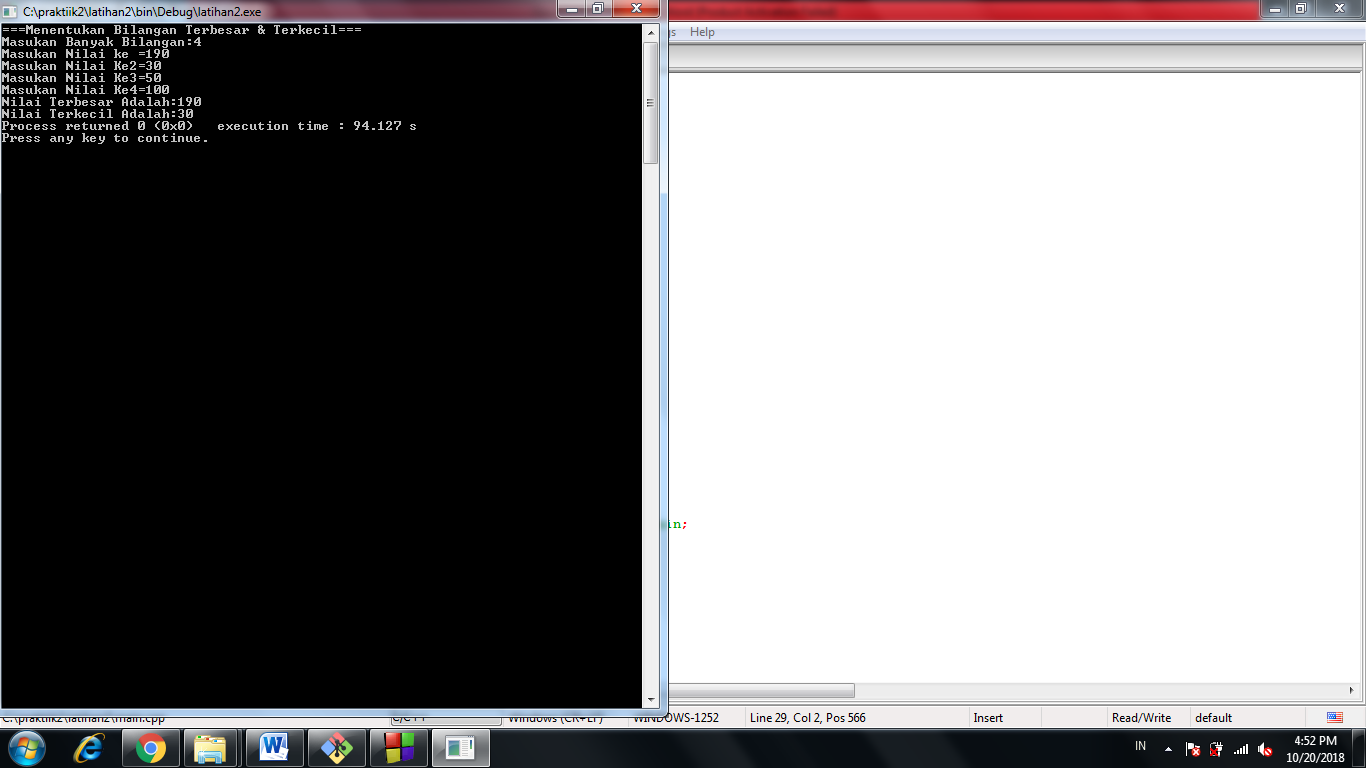 C:\praktiik2\latihan2\bin\Debug\latihan2.exe
gs Help
===Menentukan Bilangan Terbesar & Terkecil===
Masukan Banyak Bilangan:4
Masukan Nilai ke =190
Masukan Nilai Ke2=30
Masukan Nilai Ke3=50
Masukan Nilai Ke4=100
Nilai Terbesar Adalah:190
Nilai Terkecil Adalah:30
Process returned 0 (0x0)   execution time : 94.127 s
Press any key to continue.
in;
C:\praktiik2\latihan2\main.cpp C/C++ Windows (CR+LF) WINDOWS-1252 Line 29, Col 2, Pos 566 Insert Read/Write default
IN
4:52 PM
10/20/2018